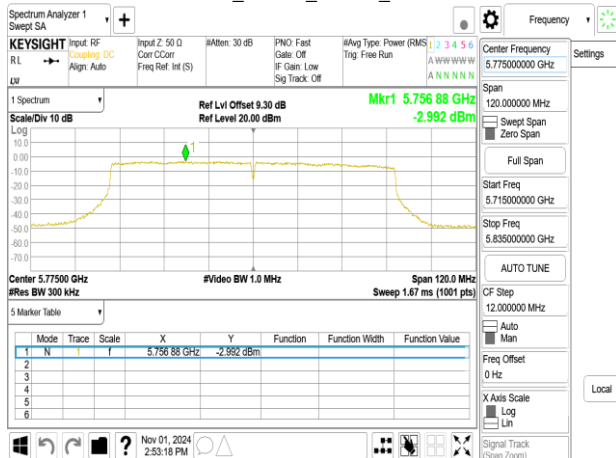 Spectrum Analyzer 1
Swept SA
+
Frequency
KEYSIGHT
RL
Input: RF
Coupling: DC
Align: Auto
Input Z: 50 Ω
Corr CCorr
Freq Ref: Int (S)
#Atten: 30 dB
PNO: Fast
Gate: Off
IF Gain: Low
Sig Track: Off
#Avg Type: Power (RMS
Trig: Free Run
1 2 3 4 5 6
A W W W W W
A N N N N N
Center Frequency
5.775000000 GHz
Settings
Span
120.000000 MHz
Swept Span
Zero Span
Full Span
Start Freq
5.715000000 GHz
Stop Freq
5.835000000 GHz
AUTO TUNE
CF Step
12.000000 MHz
Auto
Man
Freq Offset
0 Hz
X Axis Scale
Log
Lin
Local
Signal Track
(Span Zoom)
1 Spectrum
Scale/Div 10 dB
Ref Lvl Offset 9.30 dB
Ref Level 20.00 dBm
Mkr1 5.756 88 GHz
-2.992 dBm
Log
10.0
0.00
-10.0
-20.0
-30.0
-40.0
-50.0
-60.0
-70.0
1
Center 5.77500 GHz
#Res BW 300 kHz
#Video BW 1.0 MHz
Span 120.0 MHz
Sweep 1.67 ms (1001 pts)
5 Marker Table
Mode Trace Scale X Y Function Function Width Function Value
1 N 1 f 5.756 88 GHz -2.992 dBm
2
3
4
5
6
?
Nov 01, 2024
2:53:18 PM